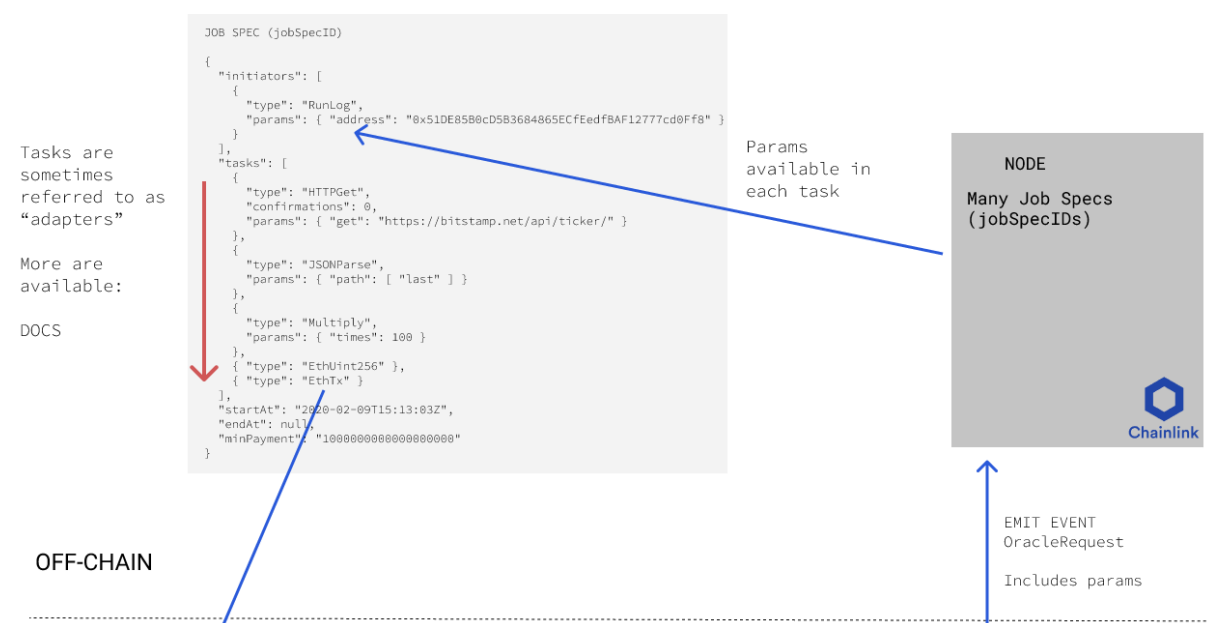 JOB SPEC (jobSpecID)
{
"initiators": [
{
"type": "RunLog",
"params": { "address": "0x51DE85B0cD5B3684865ECfEedfBAF12777cd0Ff8" }
}
],
"tasks": [
{
"type": "HTTPGet",
"confirmations": 0,
"params": { "get": "https://bitstamp.net/api/ticker/" }
},
{
"type": "JSONParse",
"params": { "path": [ "last" ] }
},
{
"type": "Multiply",
"params": { "times": 100 }
},
{ "type": "EthUint256" },
{ "type": "EthTx" }
],
"startAt": "2020-02-09T15:13:03Z",
"endAt": null,
"minPayment": "1000000000000000000"
}
Tasks are
sometimes
referred to as
“adapters”
More are
available:
DOCS
Params
available in
each task
NODE
Many Job Specs
(jobSpecIDs)
Chainlink
EMIT EVENT
OracleRequest
Includes params
OFF-CHAIN